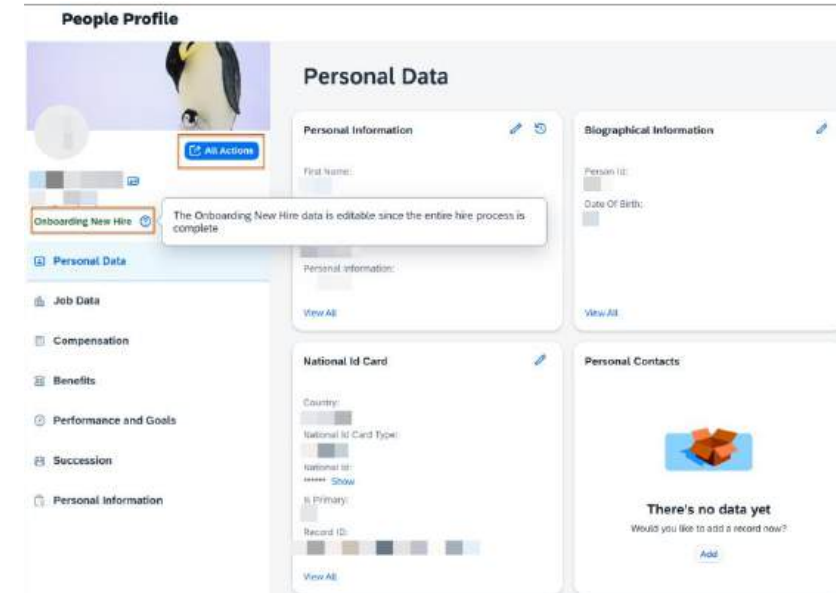 People Profile
All Actions
Onboarding New Hire
The Onboarding New Hire data is editable since the entire hire process is
complete
Personal Data
Job Data
Compensation
Benefits
Performance and Goals
Succession
Personal Information
Personal Data
Personal Information
First Name:
Personal Information:
View All
Biographical Information
Person Id:
Date Of Birth:
View All
National Id Card
Country:
National Id Card Type:
National Id:
****** Show
Is Primary:
Record ID:
View All
Personal Contacts
There's no data yet
Would you like to add a record now?
Add